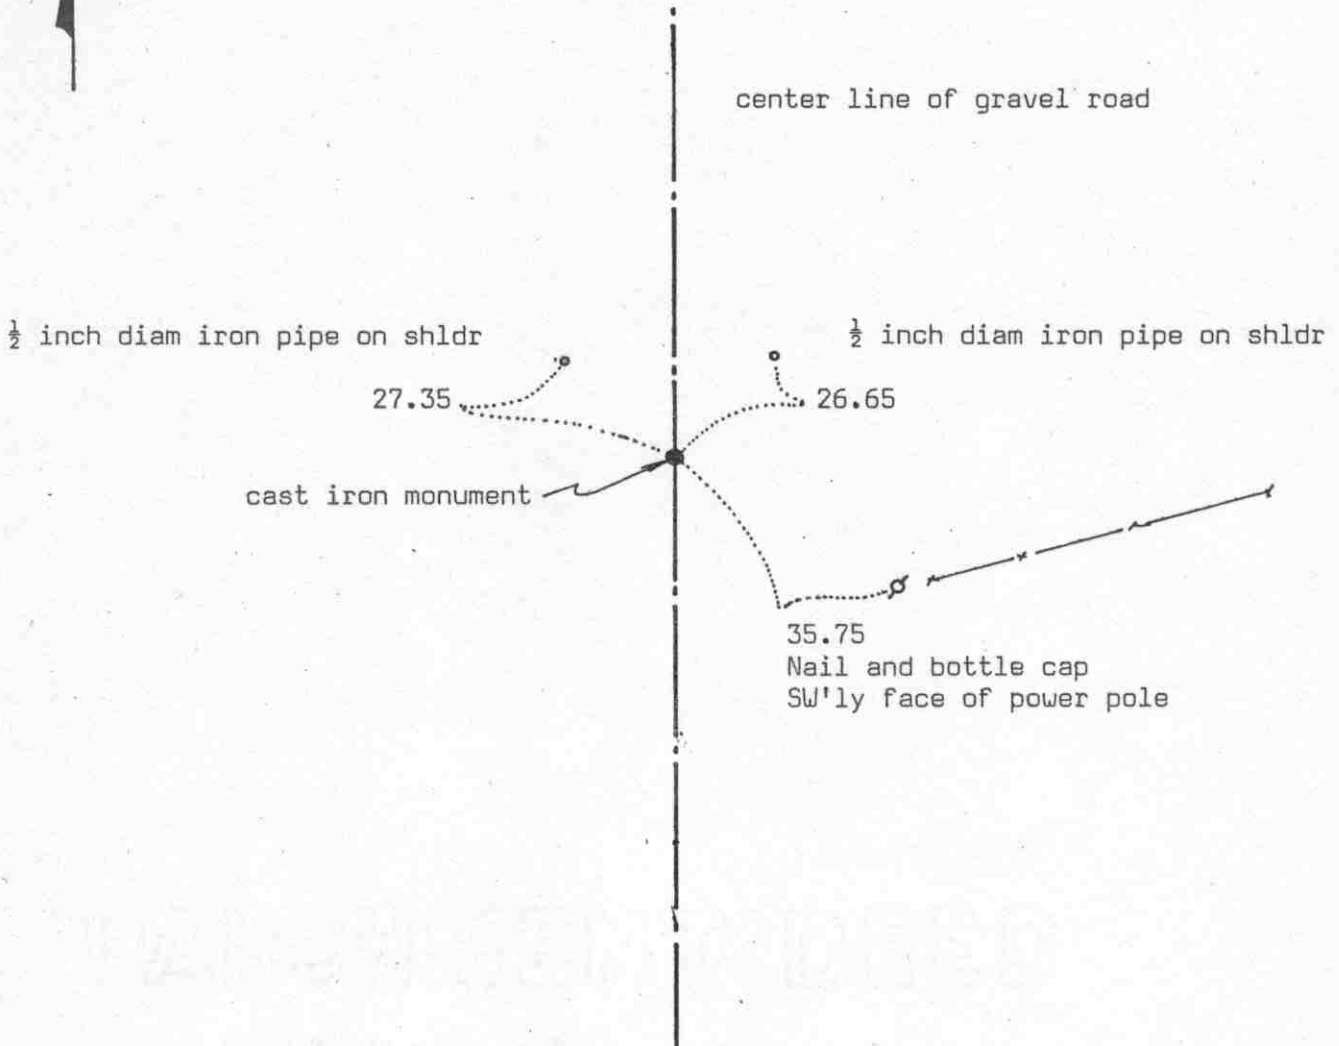 center line of gravel road
½ inch diam iron pipe on shldr
½ inch diam iron pipe on shldr
27.35
26.65
cast iron monument
35.75
Nail and bottle cap
SW'ly face of power pole